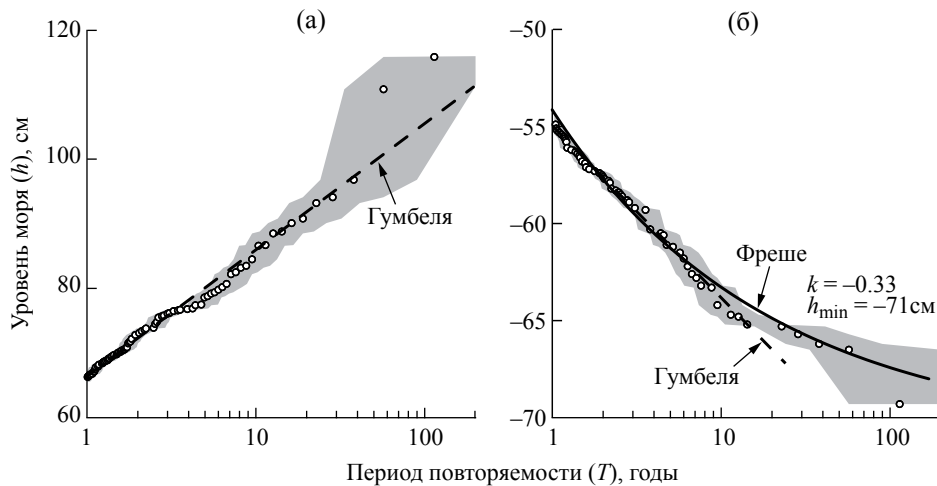 (а)
120
100
80
60
Уровень моря (h), см
Гумбеля
1
10
100
(б)
–50
–55
–60
–65
–70
Фреше
k = –0.33
h_min = –71см
Гумбеля
1
10
100
Период повторяемости (T), годы